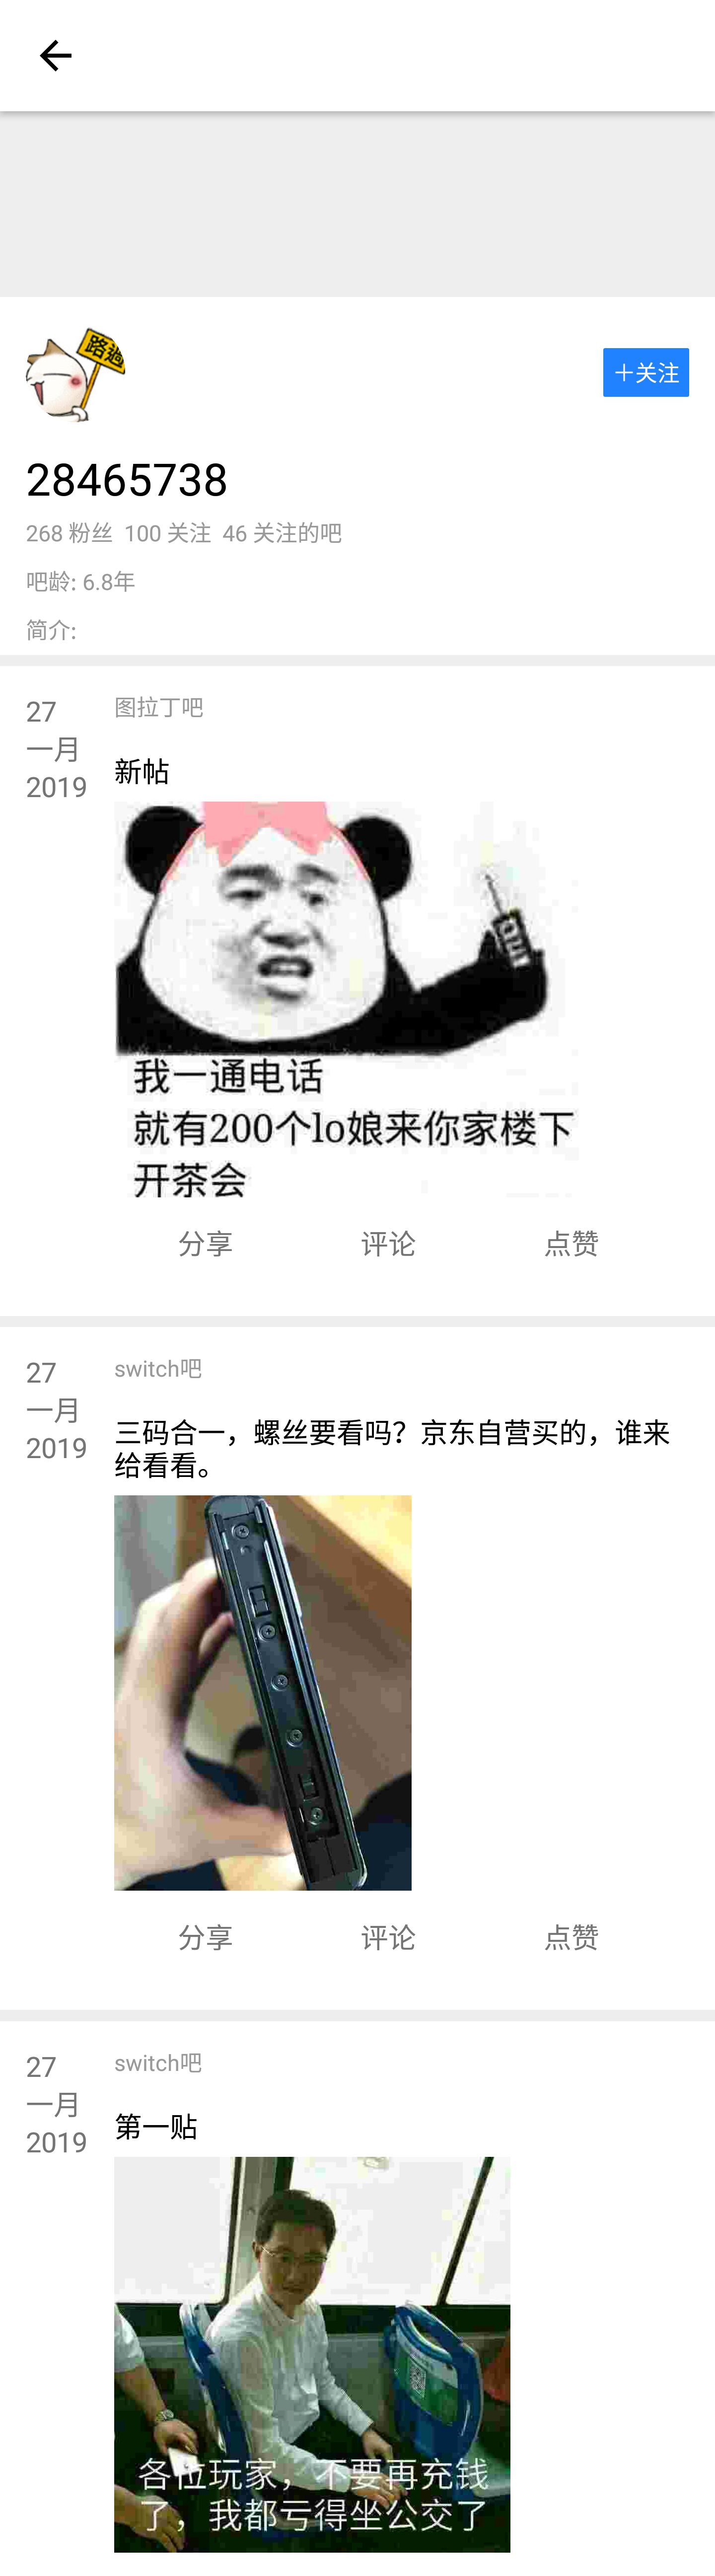 路過
＋关注
28465738
268 粉丝 100 关注 46 关注的吧
吧龄: 6.8年
简介:
27
一月
2019
图拉丁吧
新帖
我一通电话
就有200个lo娘来你家楼下
开茶会
分享 评论 点赞
27
一月
2019
switch吧
三码合一，螺丝要看吗？京东自营买的，谁来
给看看。
分享 评论 点赞
27
一月
2019
switch吧
第一贴
各位玩家，不要再充钱
了，我都亏得坐公交了